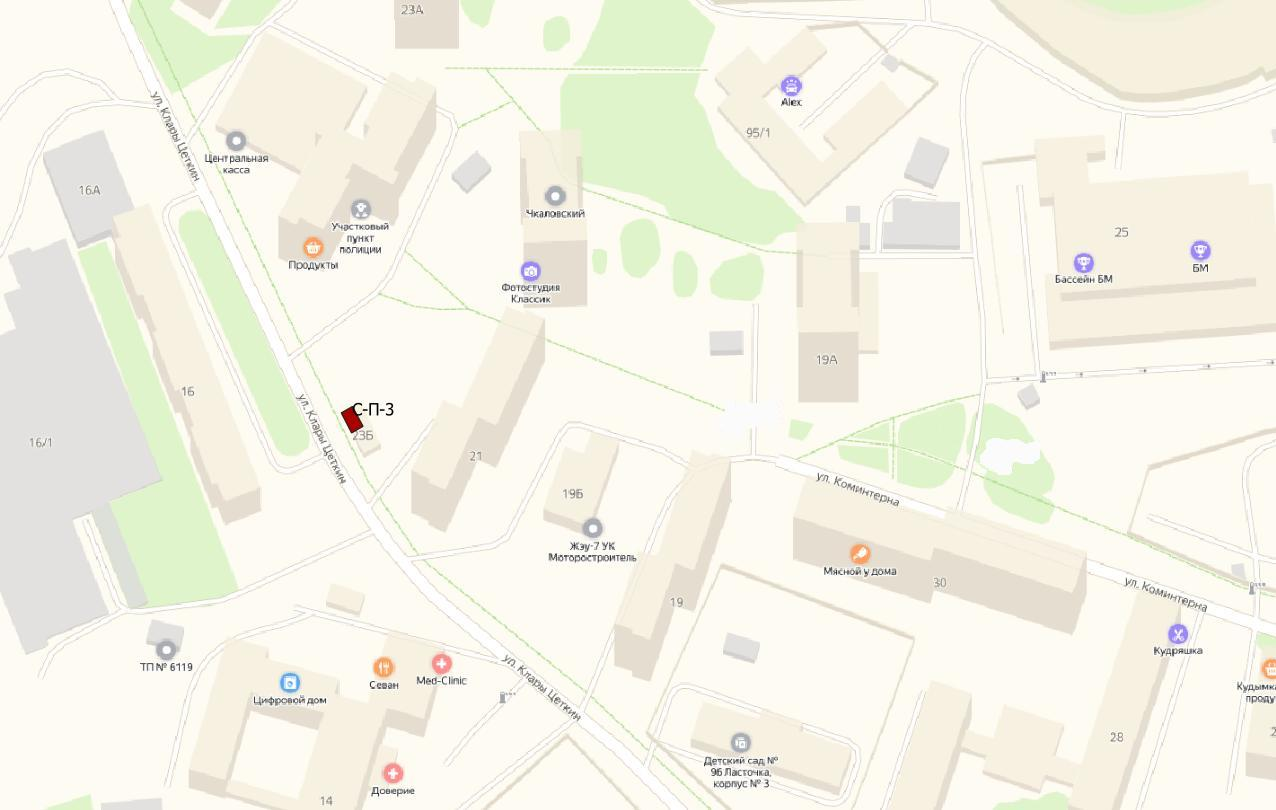 23А
ул. Клары Цеткин
Alex
95/1
Центральная
касса
16А
Участковый
пункт
полиции
Продукты
Чкаловский
Фотостудия
Классик
25
Бассейн БМ
БМ
19А
16
ул. Клары Цеткин
С-П-3
23Б
16/1
21
19Б
Жэу-7 УК
Моторостроитель
ул. Коминтерна
Мясной у дома
30
ул. Коминтерна
19
Кудряшка
ТП № 6119
Цифровой дом
Севан
Med-Clinic
ул. Клары Цеткин
Кудымка
проду
28
2
Детский сад №
96 Ласточка,
корпус № 3
Доверие
14